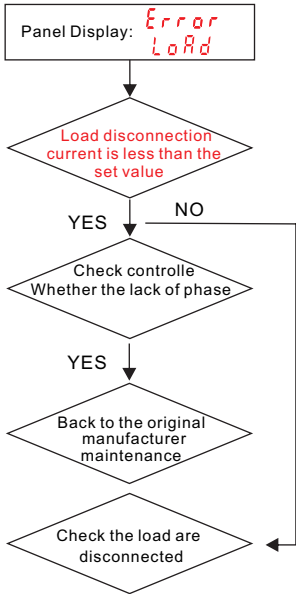 Panel Display: Error
LoAd
Load disconnection
current is less than the
set value
YES NO
Check controlle
Whether the lack of phase
YES
Back to the original
manufacturer
maintenance
Check the load are
disconnected